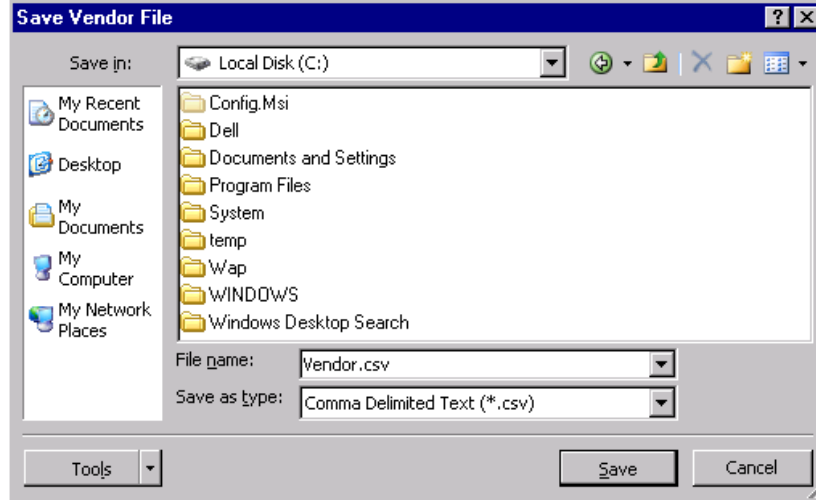 Save Vendor File
Save in:
Local Disk (C:)
My Recent
Documents
Desktop
My
Documents
My
Computer
My Network
Places
Config.Msi
Dell
Documents and Settings
Program Files
System
temp
Wap
WINDOWS
Windows Desktop Search
File name:
Vendor.csv
Save as type:
Comma Delimited Text (*.csv)
Tools
Save
Cancel